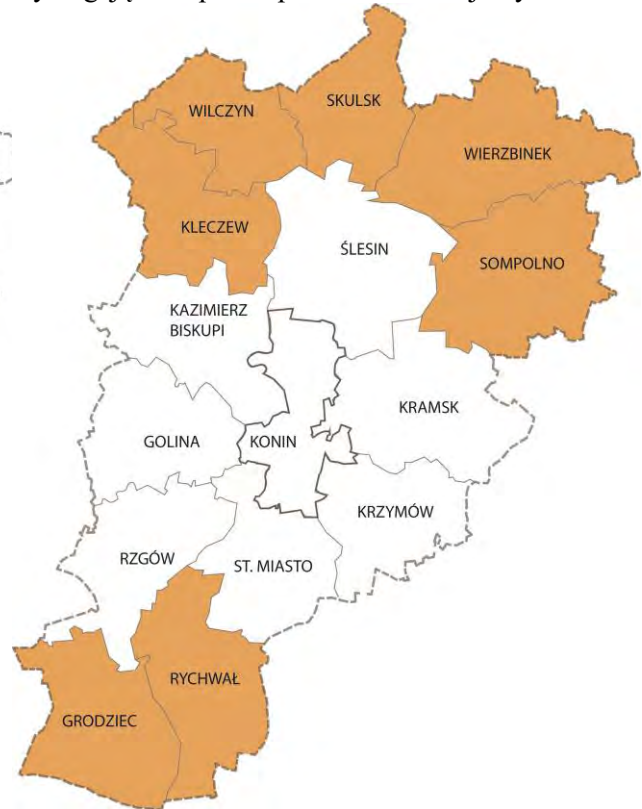 SKULSK
WILCZYN
WIERZBINEK
KLECZEW
ŚLESIN
SOMPOLNO
KAZIMIERZ
BISKUPI
KRAMSK
GOLINA
KONIN
KRZYMÓW
RZGÓW
ST. MIASTO
RYCHWAŁ
GRODZIEC